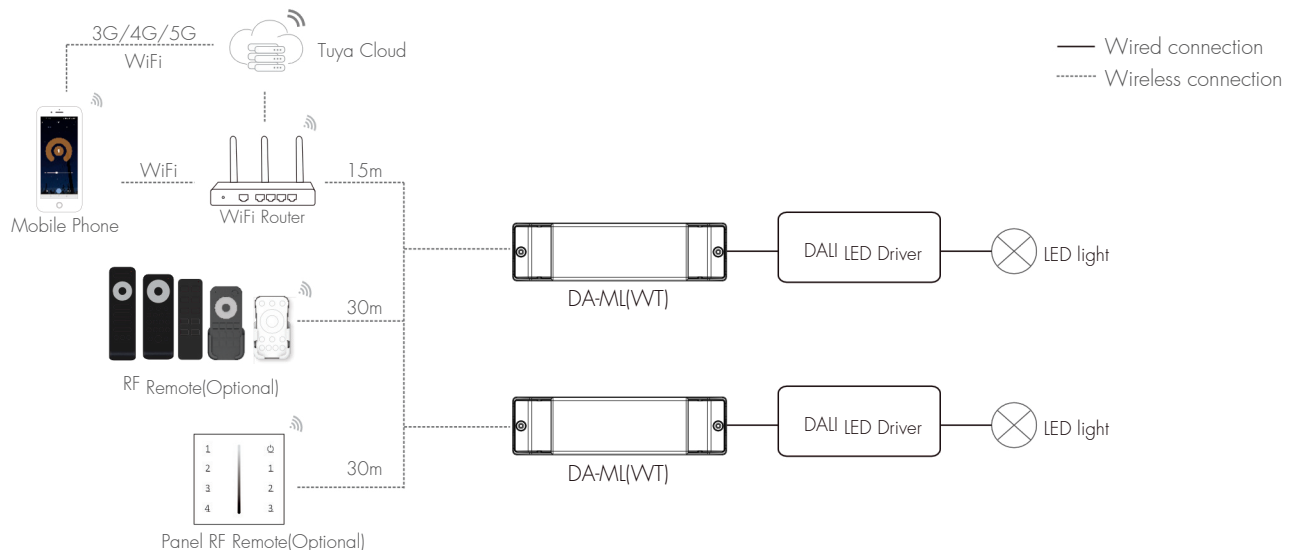 3G/4G/5G
WiFi
Tuya Cloud
Wired connection
Wireless connection
WiFi
15m
Mobile Phone
WiFi Router
DALI LED Driver
LED light
DA-ML(WT)
30m
RF Remote(Optional)
DALI LED Driver
LED light
DA-ML(WT)
1
2 1
3 2
4 3
30m
Panel RF Remote(Optional)